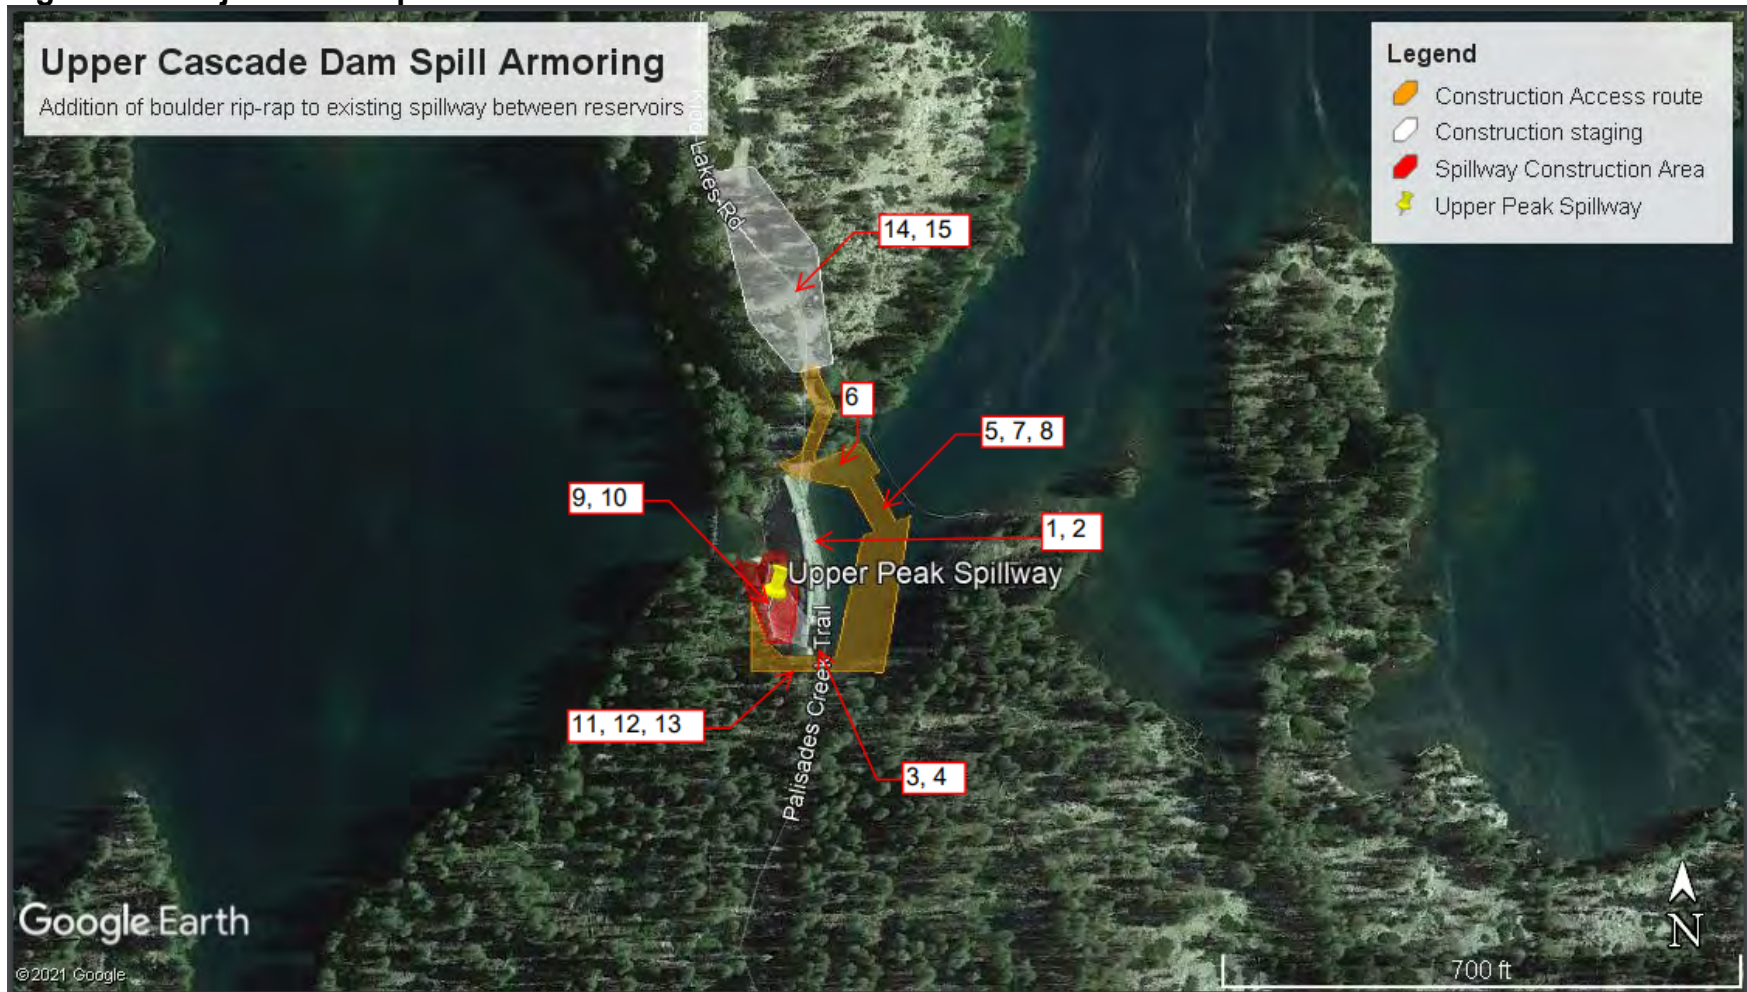 Upper Cascade Dam Spill Armoring
Addition of boulder rip-rap to existing spillway between reservoirs
Legend
Construction Access route
Construction staging
Spillway Construction Area
Upper Peak Spillway
Lakes Rd
14, 15
6
5, 7, 8
9, 10
1, 2
Upper Peak Spillway
Palisades Creek Trail
11, 12, 13
3, 4
Google Earth
©2021 Google
N
700 ft